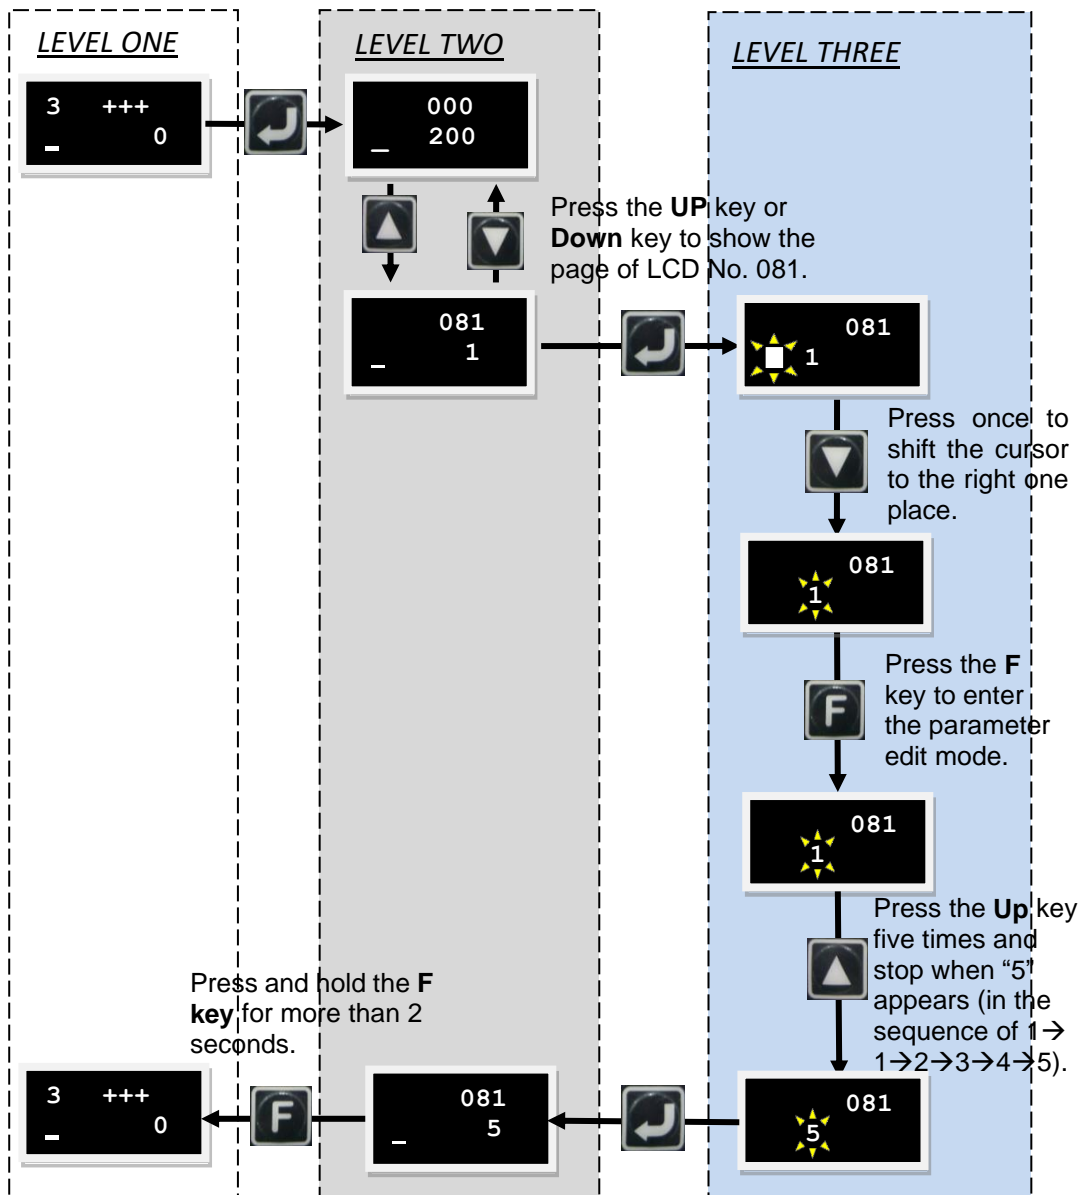 LEVEL ONE
LEVEL TWO
LEVEL THREE
3 +++
_ 0
000
_ 200
Press the UP key or
Down key to show the
page of LCD No. 081.
081
_ 1
081
1
Press once to
shift the cursor
to the right one
place.
081
1
Press the F
key to enter
the parameter
edit mode.
F
081
1
Press the Up key
five times and
stop when “5”
appears (in the
sequence of 1→
1→2→3→4→5).
Press and hold the F
key for more than 2
seconds.
3 +++
_ 0
F
081
_ 5
081
5